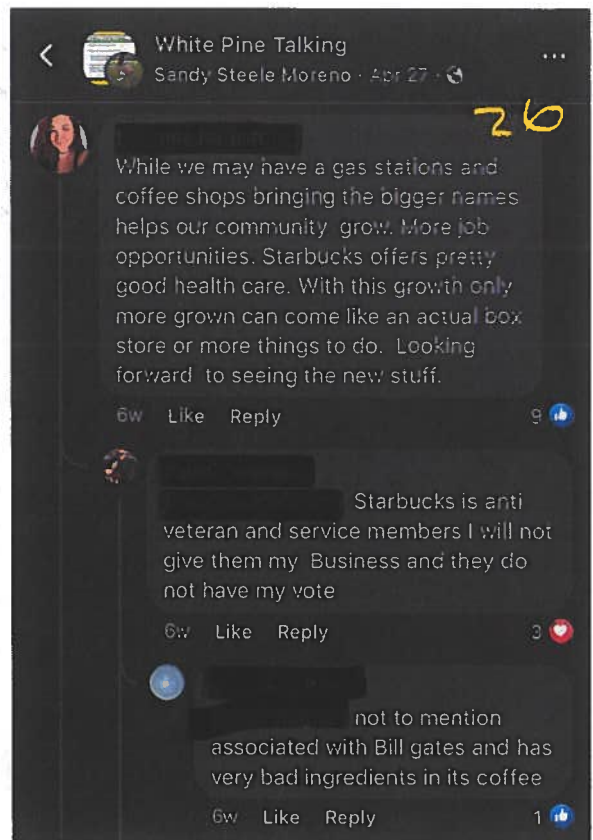 White Pine Talking
Sandy Steele Moreno · Apr 27 ·
26
While we may have a gas stations and
coffee shops bringing the bigger names
helps our community grow. More job
opportunities. Starbucks offers pretty
good health care. With this growth only
more grown can come like an actual box
store or more things to do. Looking
forward to seeing the new stuff.
6w Like Reply 9
Starbucks is anti
veteran and service members I will not
give them my Business and they do
not have my vote
6w Like Reply 3
not to mention
associated with Bill gates and has
very bad ingredients in its coffee
6w Like Reply 1